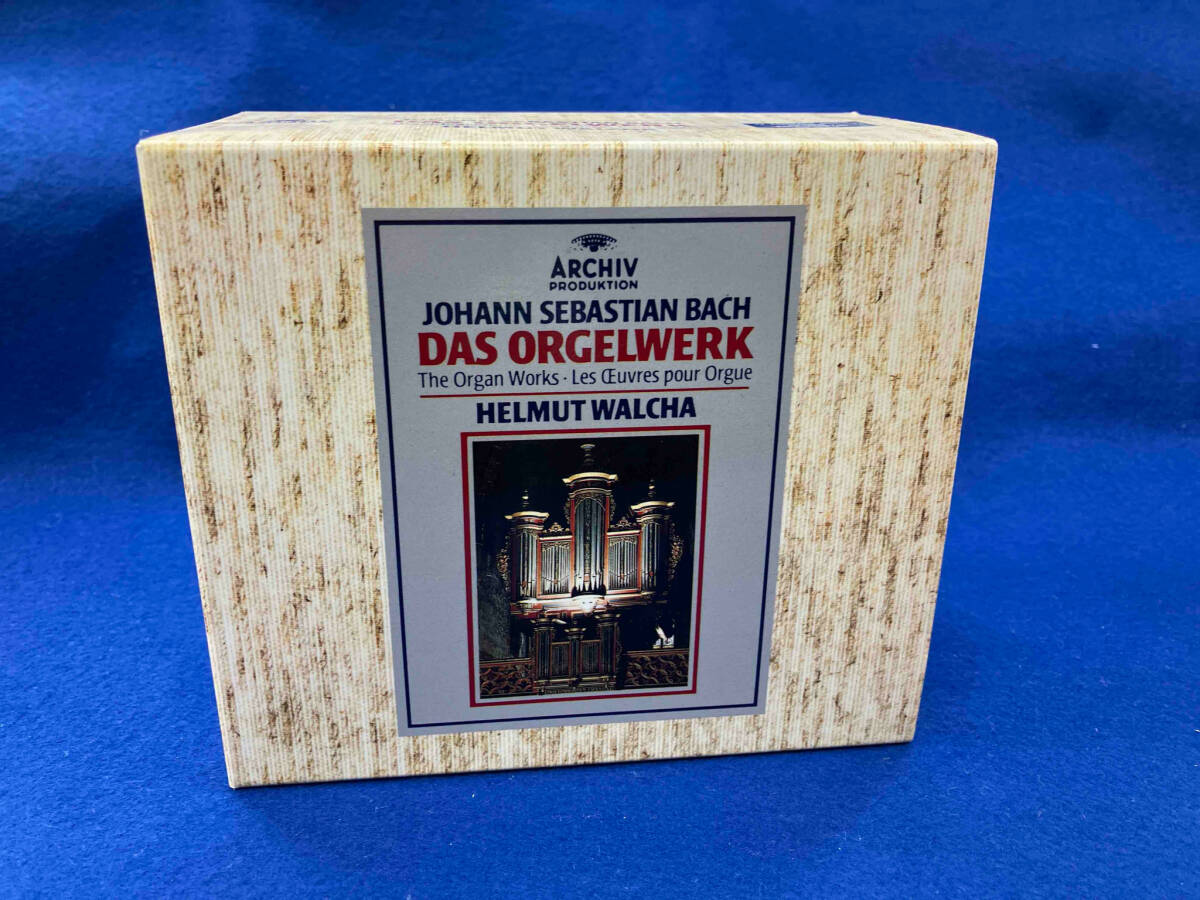 ARCHIV
PRODUKTION
JOHANN SEBASTIAN BACH
DAS ORGELWERK
The Organ Works · Les Œuvres pour Orgue
HELMUT WALCHA